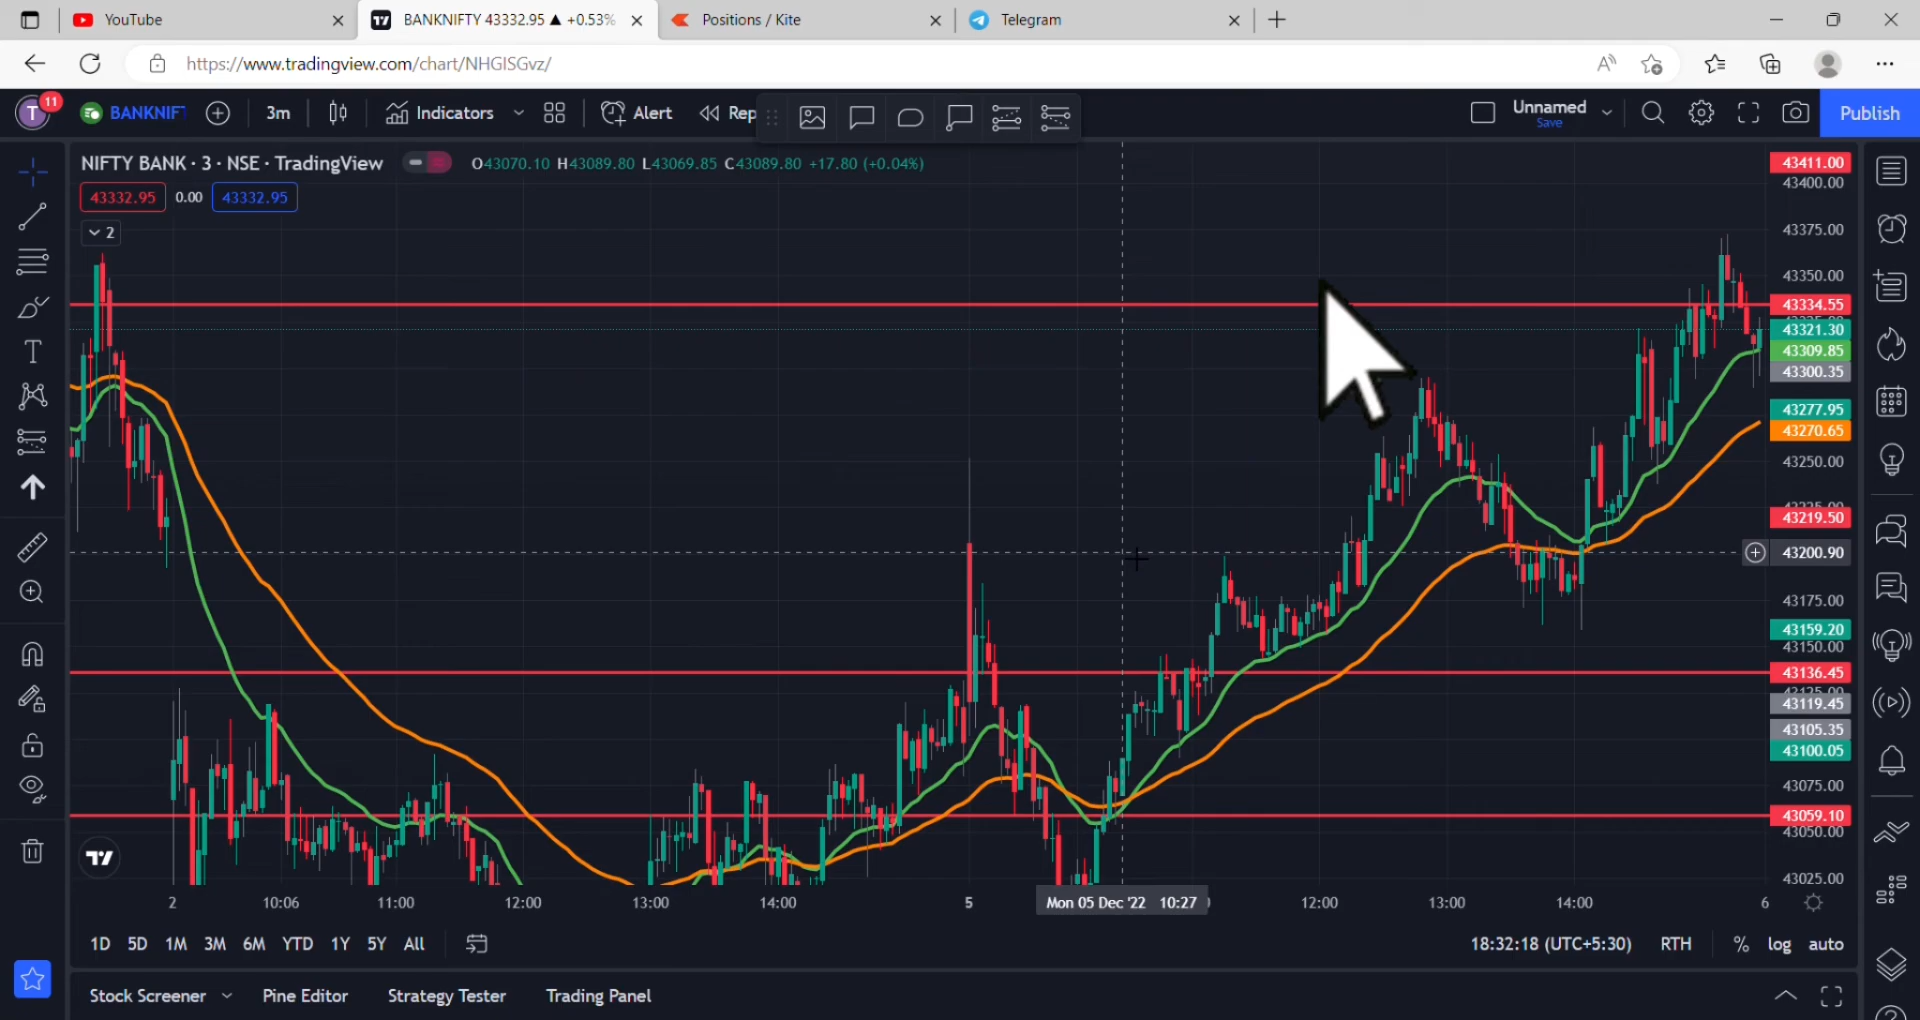 YouTube
BANKNIFTY 43332.95 ▲ +0.53%
Positions / Kite
Telegram
https://www.tradingview.com/chart/NHGISGvz/
T
11
BANKNIF
3m
Indicators
Alert
Rep
Unnamed
Save
Publish
NIFTY BANK · 3 · NSE · TradingView
O43070.10 H43089.80 L43069.85 C43089.80 +17.80 (+0.04%)
43332.95
0.00
43332.95
2
43411.00
43400.00
43375.00
43350.00
43334.55
43321.30
43309.85
43300.35
43277.95
43270.65
43250.00
43219.50
43200.90
43175.00
43159.20
43150.00
43136.45
43119.45
43105.35
43100.05
43075.00
43059.10
43050.00
43025.00
2
10:06
11:00
12:00
13:00
14:00
5
Mon 05 Dec '22 10:27
12:00
13:00
14:00
6
1D 5D 1M 3M 6M YTD 1Y 5Y All
18:32:18 (UTC+5:30)
RTH
%
log
auto
Stock Screener
Pine Editor
Strategy Tester
Trading Panel